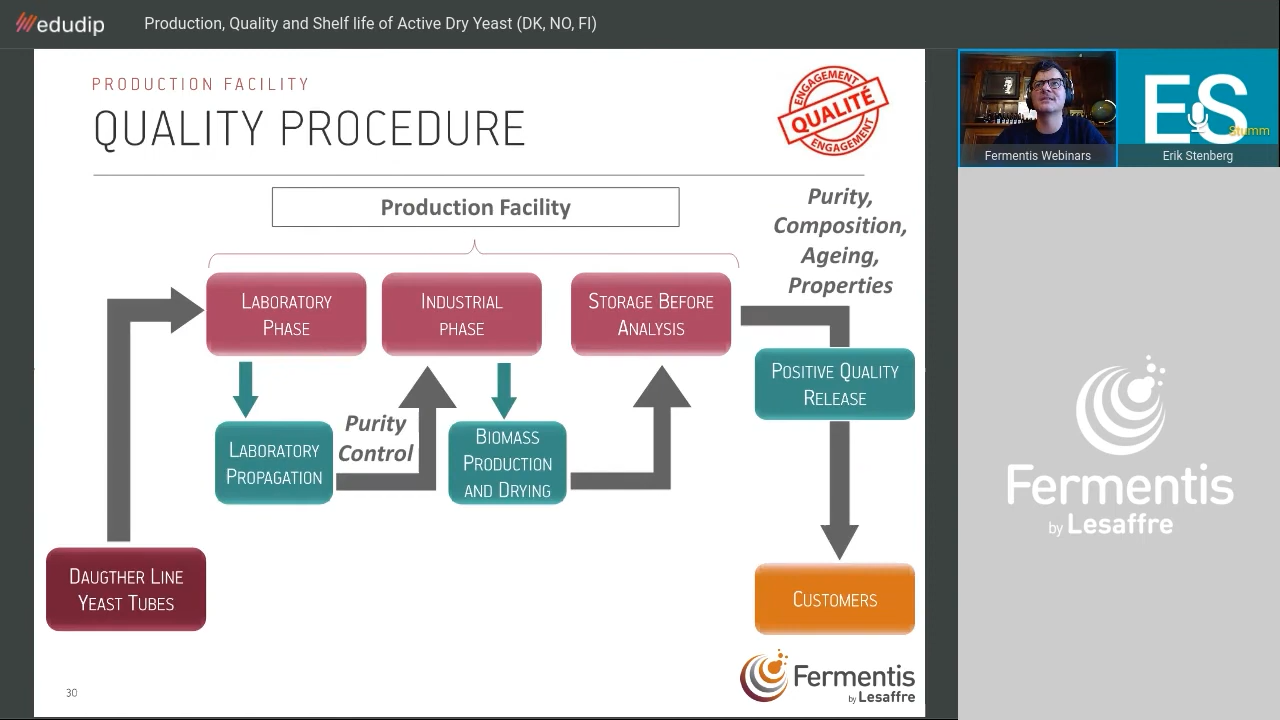 edudip
Production, Quality and Shelf life of Active Dry Yeast (DK, NO, FI)
PRODUCTION FACILITY
QUALITY PROCEDURE
ENGAGEMENT
QUALITÉ
ENGAGEMENT
Production Facility
Purity,
Composition,
Ageing,
Properties
LABORATORY
PHASE
INDUSTRIAL
PHASE
STORAGE BEFORE
ANALYSIS
POSITIVE QUALITY
RELEASE
Purity
Control
LABORATORY
PROPAGATION
BIOMASS
PRODUCTION
AND DRYING
DAUGTHER LINE
YEAST TUBES
CUSTOMERS
30
Fermentis
by Lesaffre
ES
Stumm
Fermentis Webinars
Erik Stenberg
Fermentis
by Lesaffre